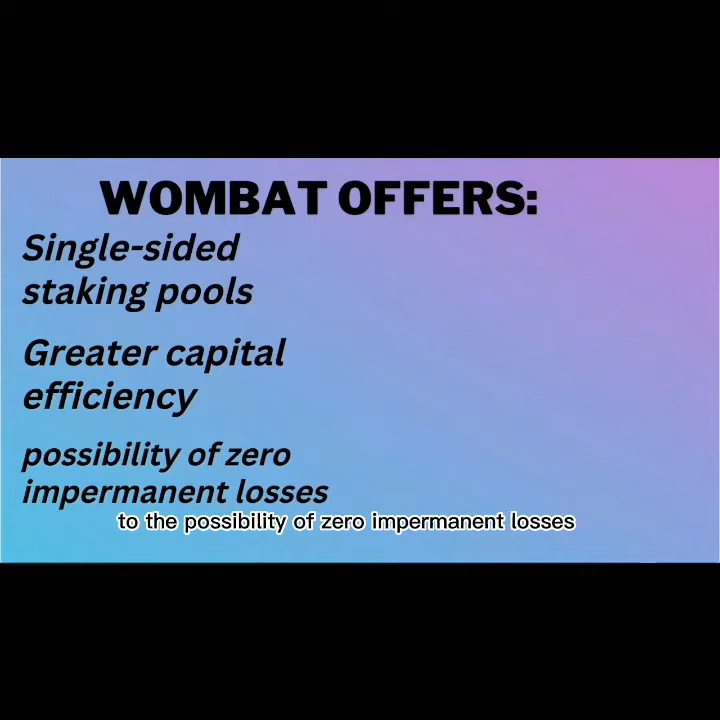 WOMBAT OFFERS:
Single-sided
staking pools
Greater capital
efficiency
possibility of zero
impermanent losses
to the possibility of zero impermanent losses